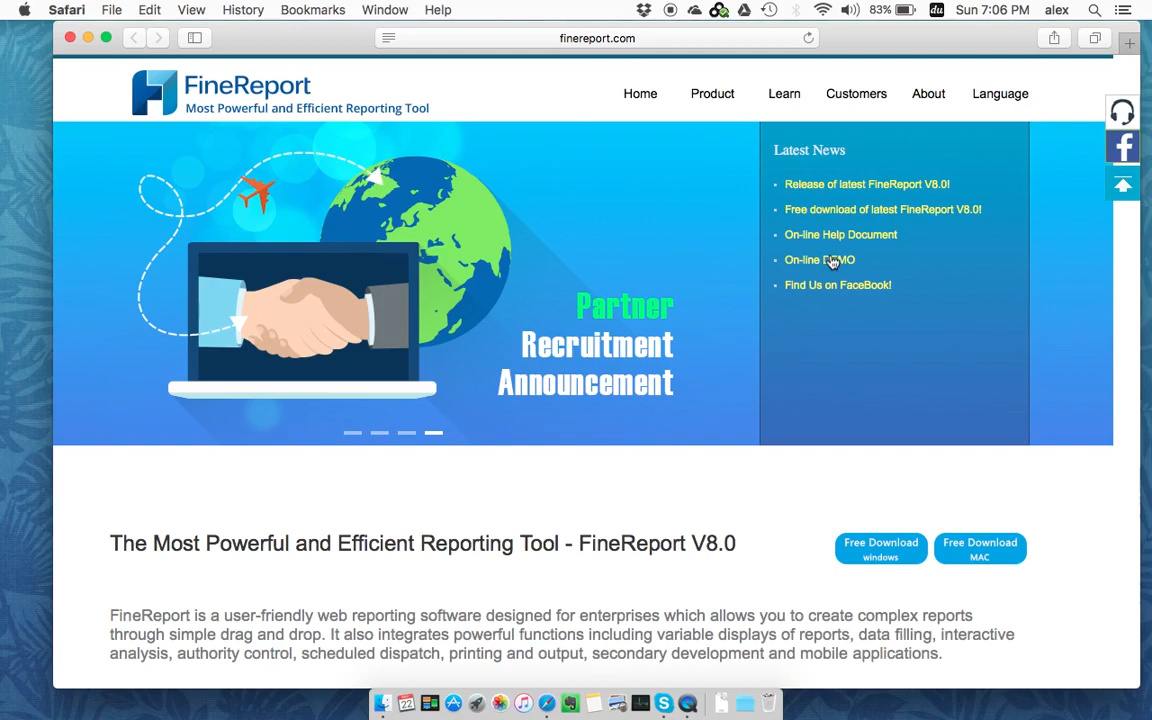 Safari File Edit View History Bookmarks Window Help 83% du Sun 7:06 PM alex
finereport.com
FineReport
Most Powerful and Efficient Reporting Tool
Home Product Learn Customers About Language
Latest News
Release of latest FineReport V8.0!
Free download of latest FineReport V8.0!
On-line Help Document
On-line DEMO
Find Us on FaceBook!
Partner
Recruitment
Announcement
The Most Powerful and Efficient Reporting Tool - FineReport V8.0
Free Download
windows
Free Download
MAC
FineReport is a user-friendly web reporting software designed for enterprises which allows you to create complex reports
through simple drag and drop. It also integrates powerful functions including variable displays of reports, data filling, interactive
analysis, authority control, scheduled dispatch, printing and output, secondary development and mobile applications.
22